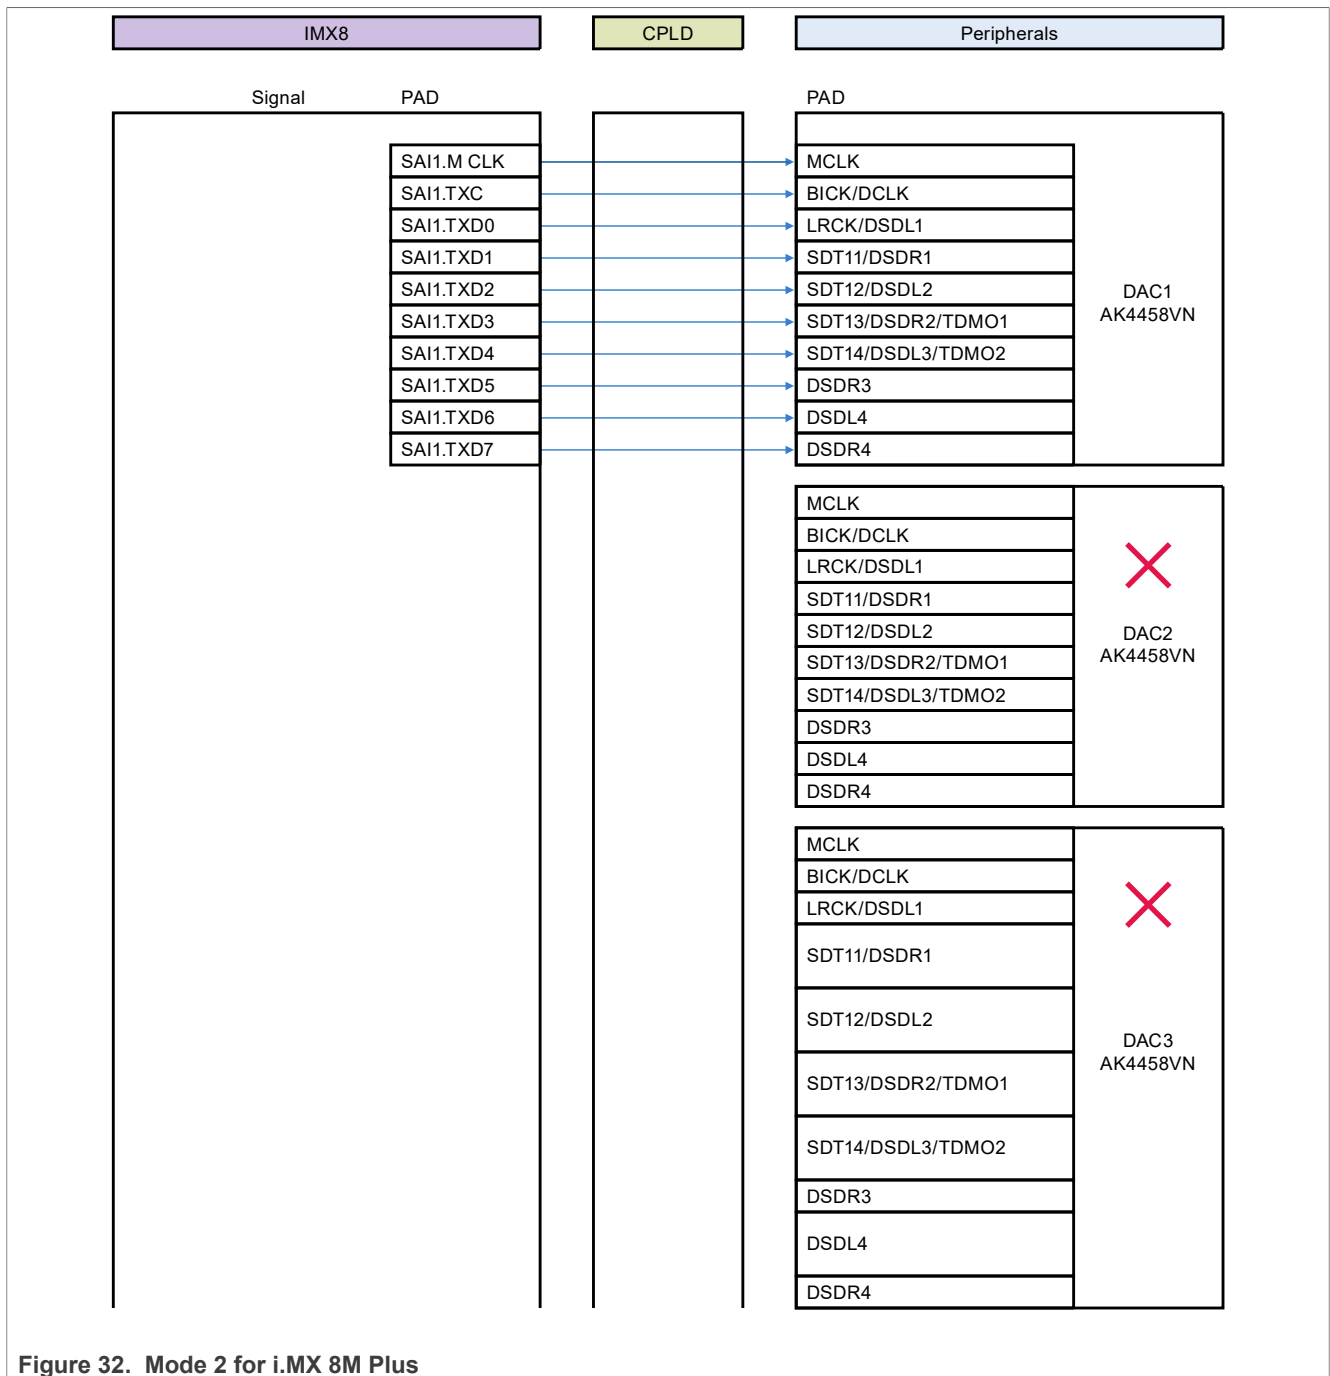 IMX8 CPLD Peripherals
Signal PAD PAD
SAI1.M CLK MCLK
SAI1.TXC BICK/DCLK
SAI1.TXD0 LRCK/DSDL1
SAI1.TXD1 SDT11/DSDR1
SAI1.TXD2 SDT12/DSDL2
SAI1.TXD3 SDT13/DSDR2/TDMO1
SAI1.TXD4 SDT14/DSDL3/TDMO2
SAI1.TXD5 DSDR3
SAI1.TXD6 DSDL4
SAI1.TXD7 DSDR4
DAC1
AK4458VN
MCLK
BICK/DCLK
LRCK/DSDL1
SDT11/DSDR1
SDT12/DSDL2
SDT13/DSDR2/TDMO1
SDT14/DSDL3/TDMO2
DSDR3
DSDL4
DSDR4
DAC2
AK4458VN
MCLK
BICK/DCLK
LRCK/DSDL1
SDT11/DSDR1
SDT12/DSDL2
SDT13/DSDR2/TDMO1
SDT14/DSDL3/TDMO2
DSDR3
DSDL4
DSDR4
DAC3
AK4458VN
Figure 32. Mode 2 for i.MX 8M Plus